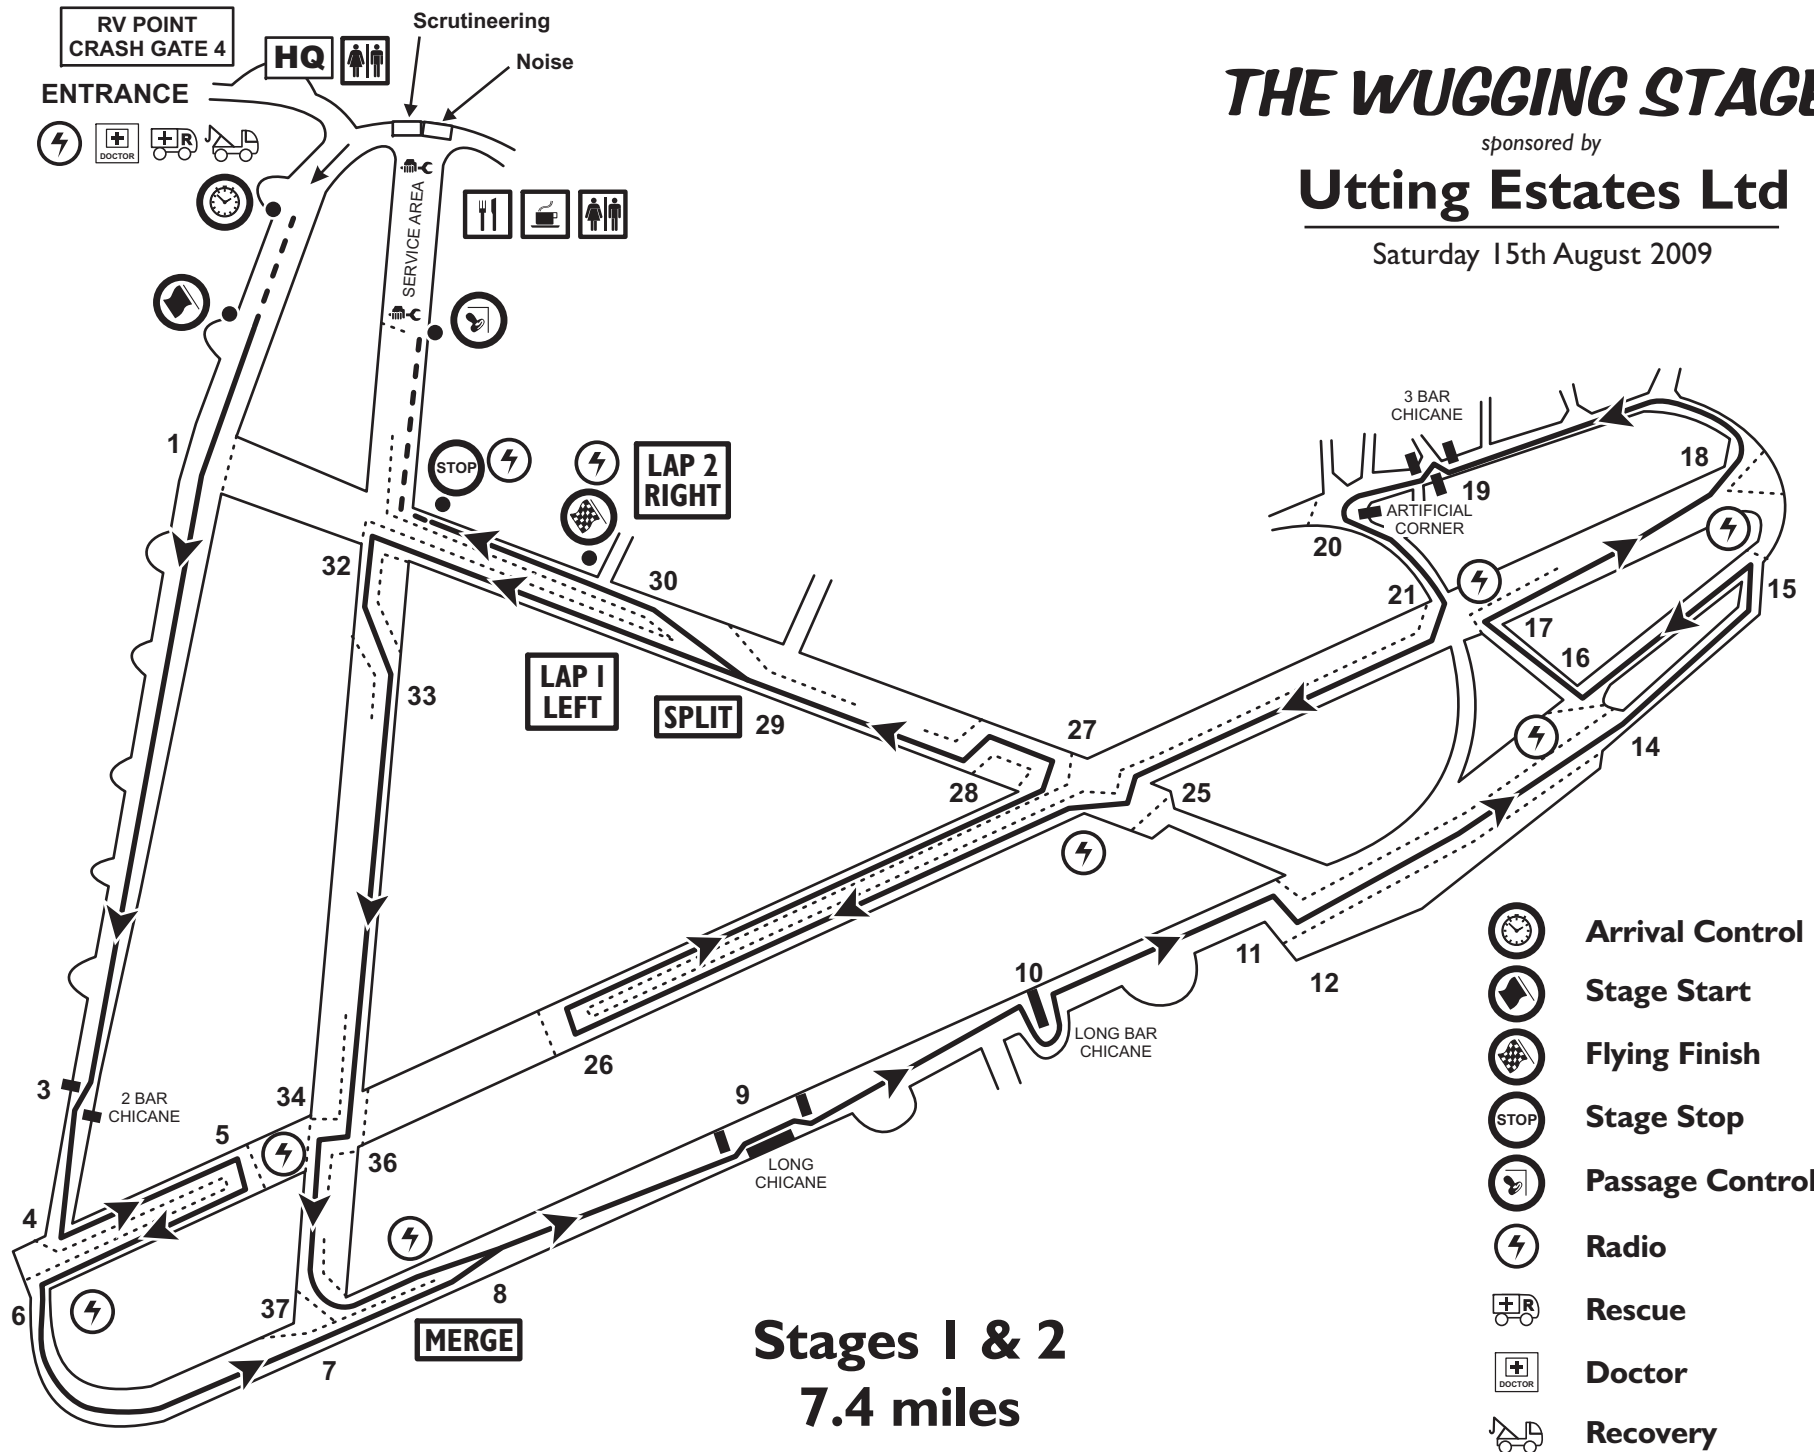 RV POINT
CRASH GATE 4
HQ
Scrutineering
Noise
ENTRANCE
DOCTOR
SERVICE AREA
THE WUGGING STAGE
sponsored by
Utting Estates Ltd
Saturday 15th August 2009
1
STOP
LAP 2
RIGHT
3 BAR
CHICANE
18
19
ARTIFICIAL
CORNER
20
32
30
21
15
17
16
33
LAP 1
LEFT
SPLIT
29
27
14
28
25
11
12
10
LONG BAR
CHICANE
26
3
2 BAR
CHICANE
34
5
9
36
LONG
CHICANE
4
6
37
8
7
MERGE
Stages 1 & 2
7.4 miles
Arrival Control
Stage Start
Flying Finish
STOP
Stage Stop
Passage Control
Radio
R
Rescue
DOCTOR
Doctor
Recovery